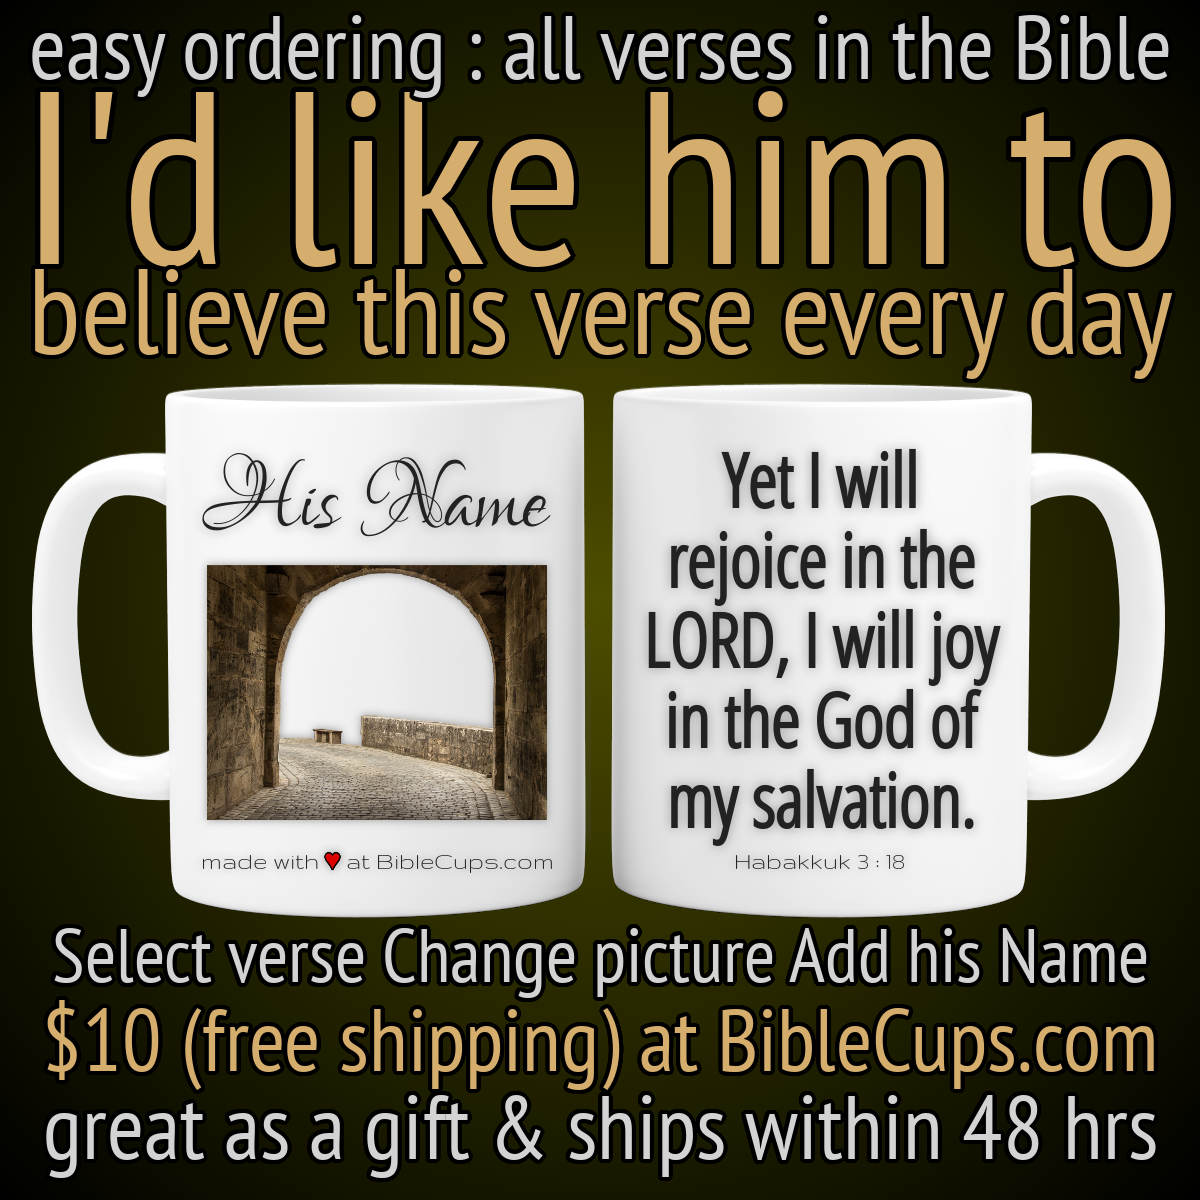 easy ordering : all verses in the Bible
I'd like him to
believe this verse every day
His Name
made with ❤ at BibleCups.com
Yet I will
rejoice in the
LORD, I will joy
in the God of
my salvation.
Habakkuk 3 : 18
Select verse Change picture Add his Name
$10 (free shipping) at BibleCups.com
great as a gift & ships within 48 hrs